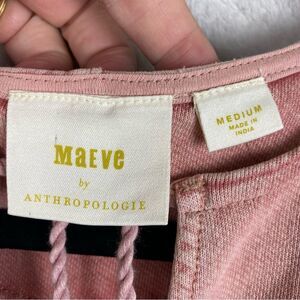 MAEVE
by
ANTHROPOLOGIE
MEDIUM
MADE IN
INDIA